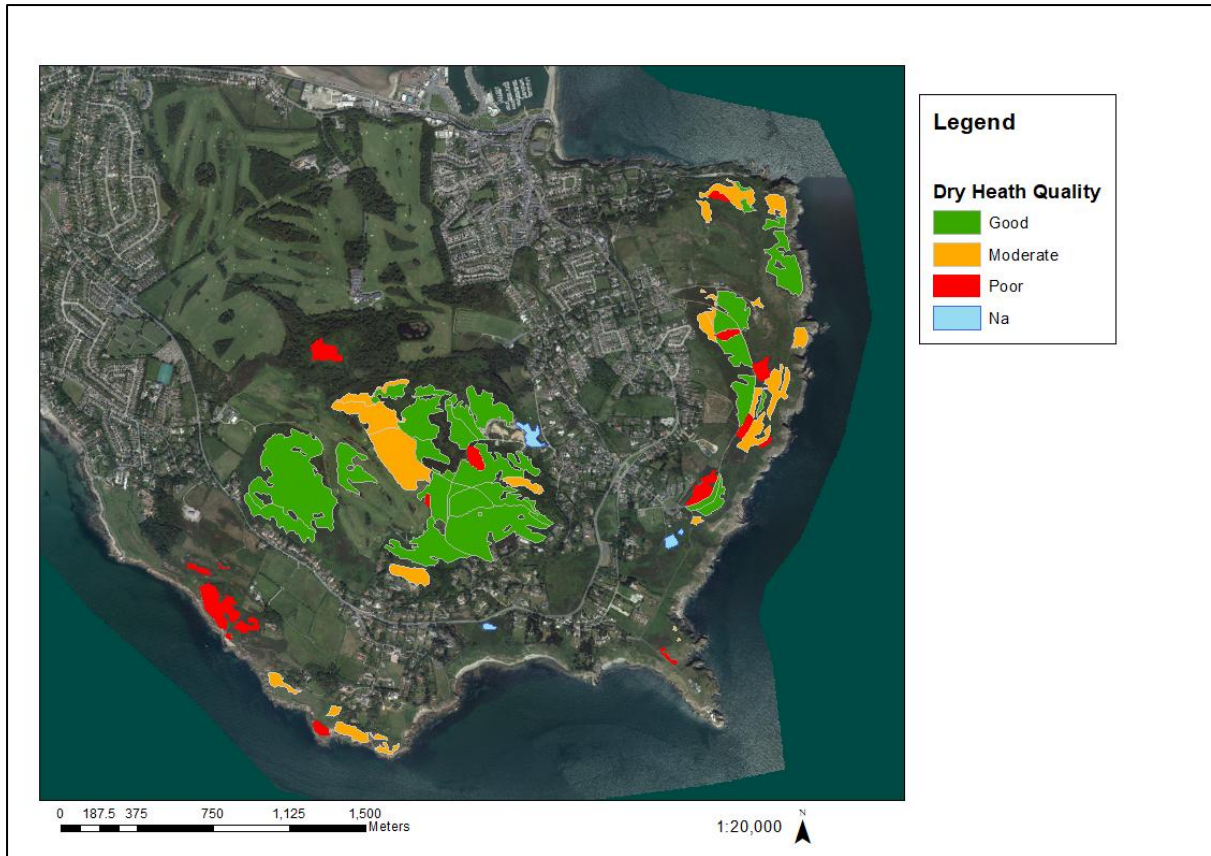 Legend
Dry Heath Quality
Good
Moderate
Poor
Na
0 187.5 375 750 1,125 1,500
Meters
1:20,000
N